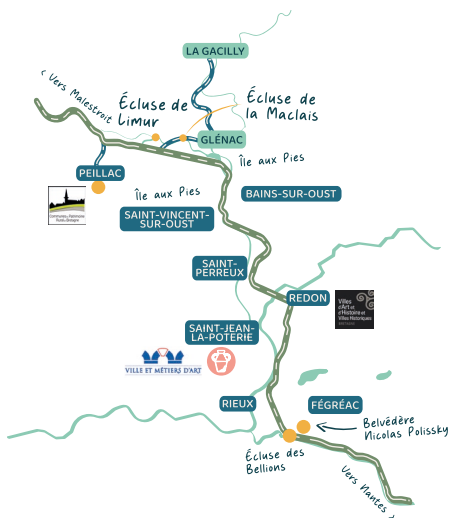 LA GACILLY
‹ Vers Malestroit
Écluse de
Limur
Écluse de
la Maclais
GLÉNAC
Île aux Pies
PEILLAC
BAINS-SUR-OUST
Île aux Pies
SAINT-VINCENT-
SUR-OUST
SAINT-
PERREUX
REDON
Villes
d'Art et
d'Histoire et
Villes Historiques
BRETAGNE
SAINT-JEAN-
LA-POTERIE
VILLE ET MÉTIERS D'ART
RIEUX
FÉGRÉAC
Belvédère
Nicolas Polissky
Écluse des
Bellions
Vers Nantes ›